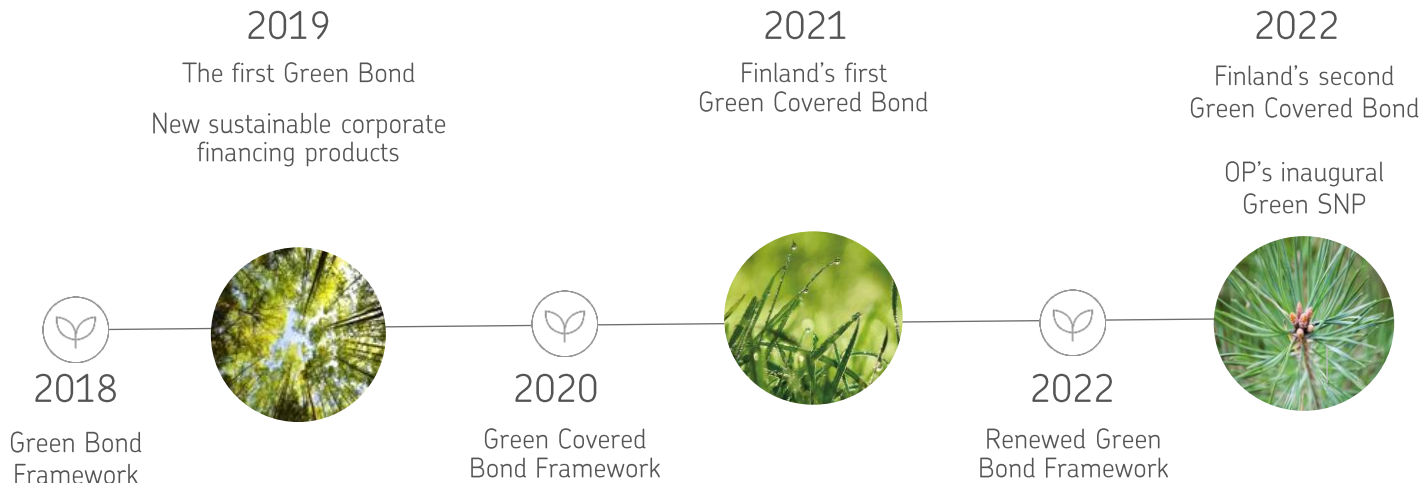 2019
The first Green Bond
New sustainable corporate
financing products
2021
Finland's first
Green Covered Bond
2022
Finland's second
Green Covered Bond
OP's inaugural
Green SNP
2018
Green Bond
Framework
2020
Green Covered
Bond Framework
2022
Renewed Green
Bond Framework